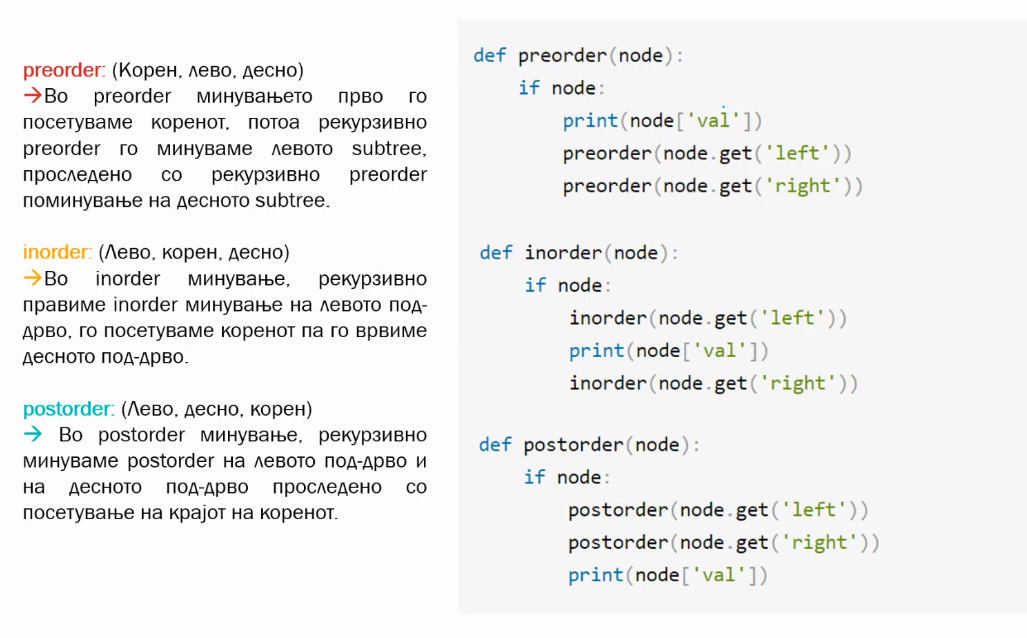 preorder: (Корен, лево, десно)
→Во preorder минувањето прво го
посетуваме коренот, потоа рекурзивно
preorder го минуваме левото subtree,
проследено со рекурзивно preorder
поминување на десното subtree.
inorder: (Лево, корен, десно)
→Во inorder минување, рекурзивно
правиме inorder минување на левото под-
дрво, го посетуваме коренот па го врвиме
десното под-дрво.
postorder: (Лево, десно, корен)
→ Во postorder минување, рекурзивно
минуваме postorder на левото под-дрво и
на десното под-дрво проследено со
посетување на крајот на коренот.
def preorder(node):
    if node:
        print(node['val'])
        preorder(node.get('left'))
        preorder(node.get('right'))
def inorder(node):
    if node:
        inorder(node.get('left'))
        print(node['val'])
        inorder(node.get('right'))
def postorder(node):
    if node:
        postorder(node.get('left'))
        postorder(node.get('right'))
        print(node['val'])